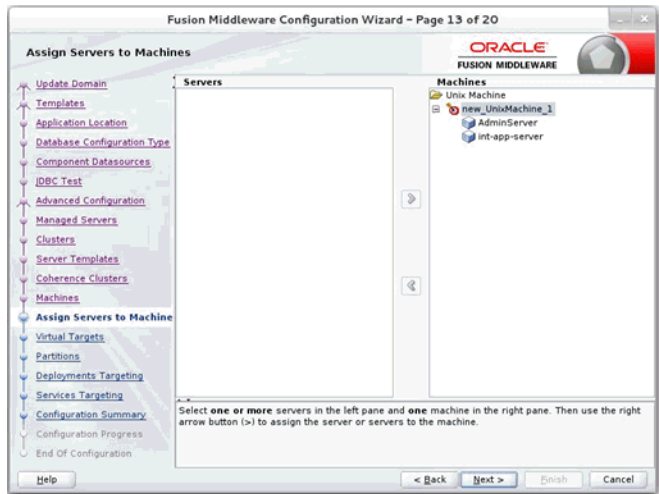 Fusion Middleware Configuration Wizard - Page 13 of 20
Assign Servers to Machines
ORACLE
FUSION MIDDLEWARE
Update Domain
Templates
Application Location
Database Configuration Type
Component Datasources
JDBC Test
Advanced Configuration
Managed Servers
Clusters
Server Templates
Coherence Clusters
Machines
Assign Servers to Machine
Virtual Targets
Partitions
Deployments Targeting
Services Targeting
Configuration Summary
Configuration Progress
End Of Configuration
Servers
Machines
Unix Machine
new_UnixMachine_1
AdminServer
int-app-server
Select one or more servers in the left pane and one machine in the right pane. Then use the right
arrow button (>) to assign the server or servers to the machine.
Help
< Back
Next >
Finish
Cancel